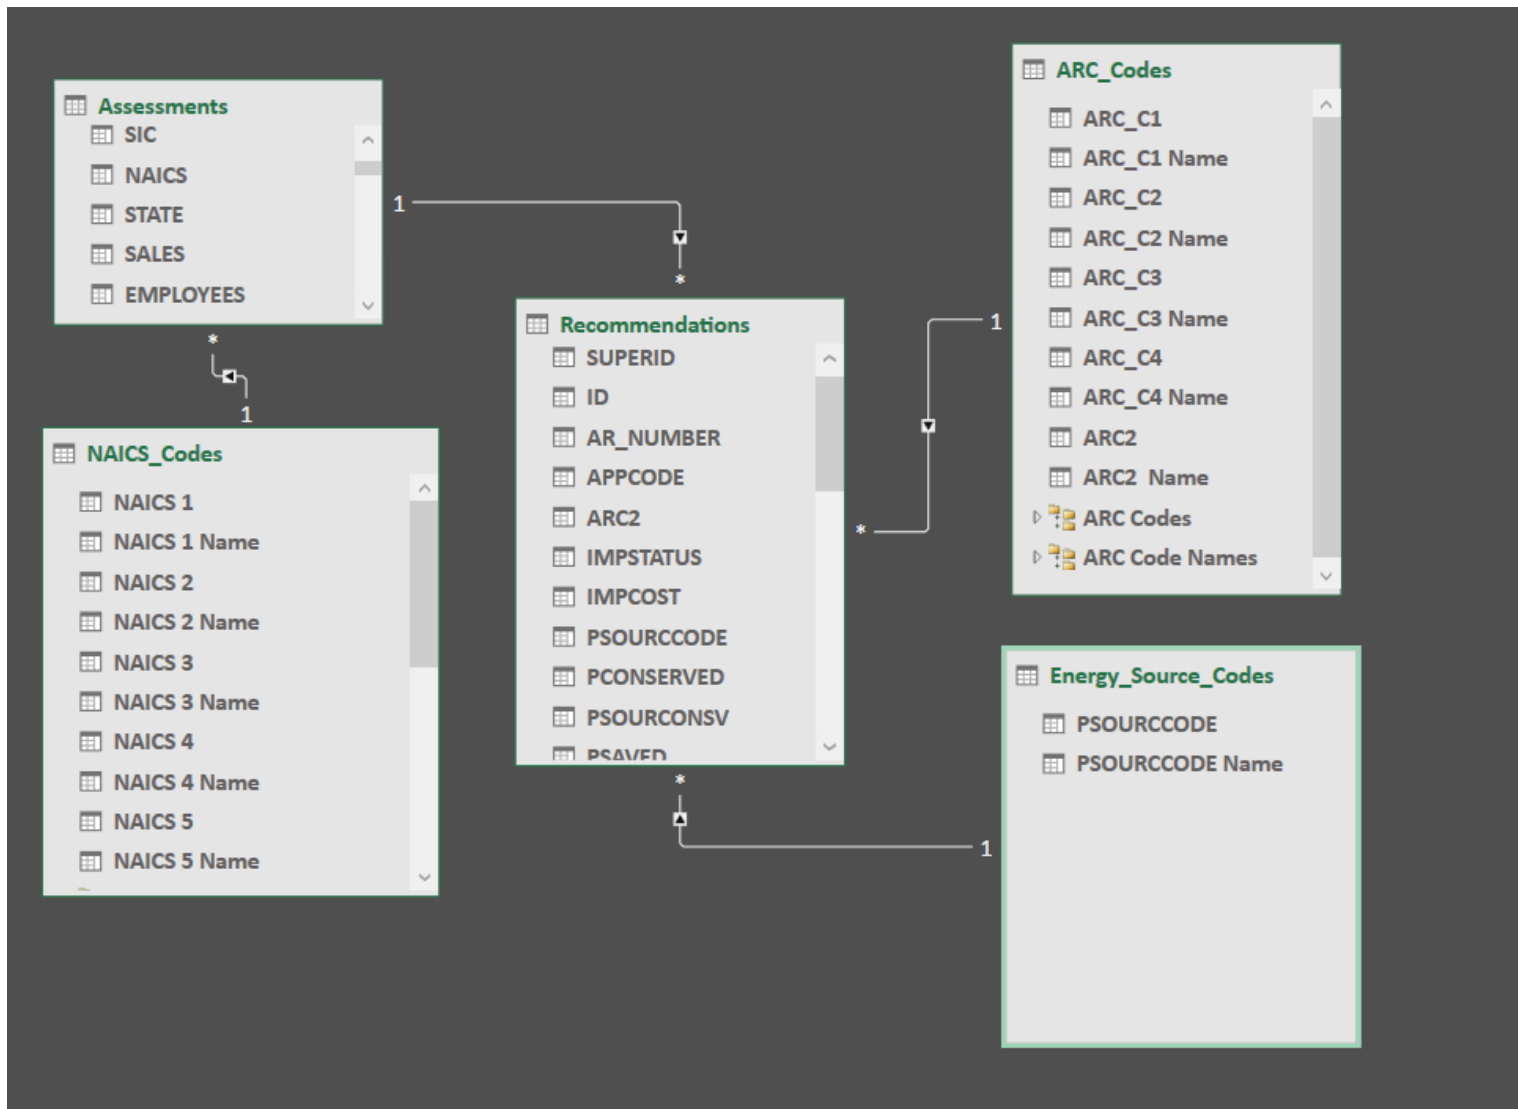 Assessments
SIC
NAICS
STATE
SALES
EMPLOYEES
1
*
*
1
NAICS_Codes
NAICS 1
NAICS 1 Name
NAICS 2
NAICS 2 Name
NAICS 3
NAICS 3 Name
NAICS 4
NAICS 4 Name
NAICS 5
NAICS 5 Name
Recommendations
SUPERID
ID
AR_NUMBER
APPCODE
ARC2
IMPSTATUS
IMPCOST
PSOURCCODE
PCONSERVED
PSOURCONSV
PSAVED
*
1
*
1
ARC_Codes
ARC_C1
ARC_C1 Name
ARC_C2
ARC_C2 Name
ARC_C3
ARC_C3 Name
ARC_C4
ARC_C4 Name
ARC2
ARC2  Name
ARC Codes
ARC Code Names
Energy_Source_Codes
PSOURCCODE
PSOURCCODE Name